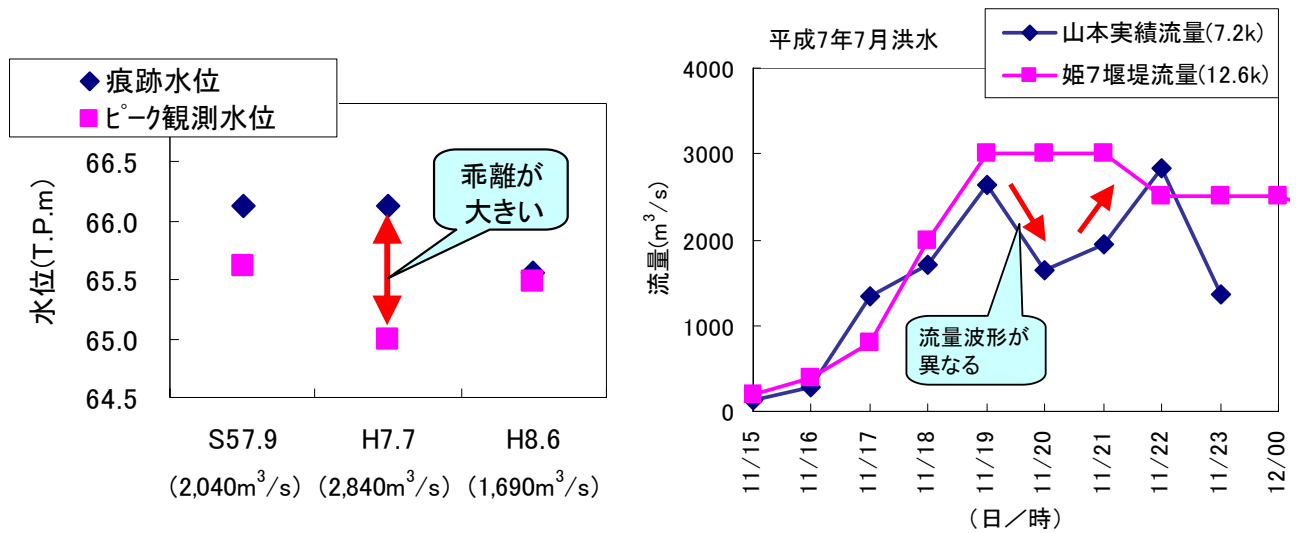 痕跡水位
ピーク観測水位
水位(T.P.m)
66.5
66.0
65.5
65.0
64.5
乖離が
大きい
S57.9
H7.7
H8.6
(2,040m³/s)
(2,840m³/s)
(1,690m³/s)
平成7年7月洪水
山本実績流量(7.2k)
姫7堰堤流量(12.6k)
流量(m³/s)
4000
3000
2000
1000
0
流量波形が
異なる
11/15
11/16
11/17
11/18
11/19
11/20
11/21
11/22
11/23
12/00
(日/時)